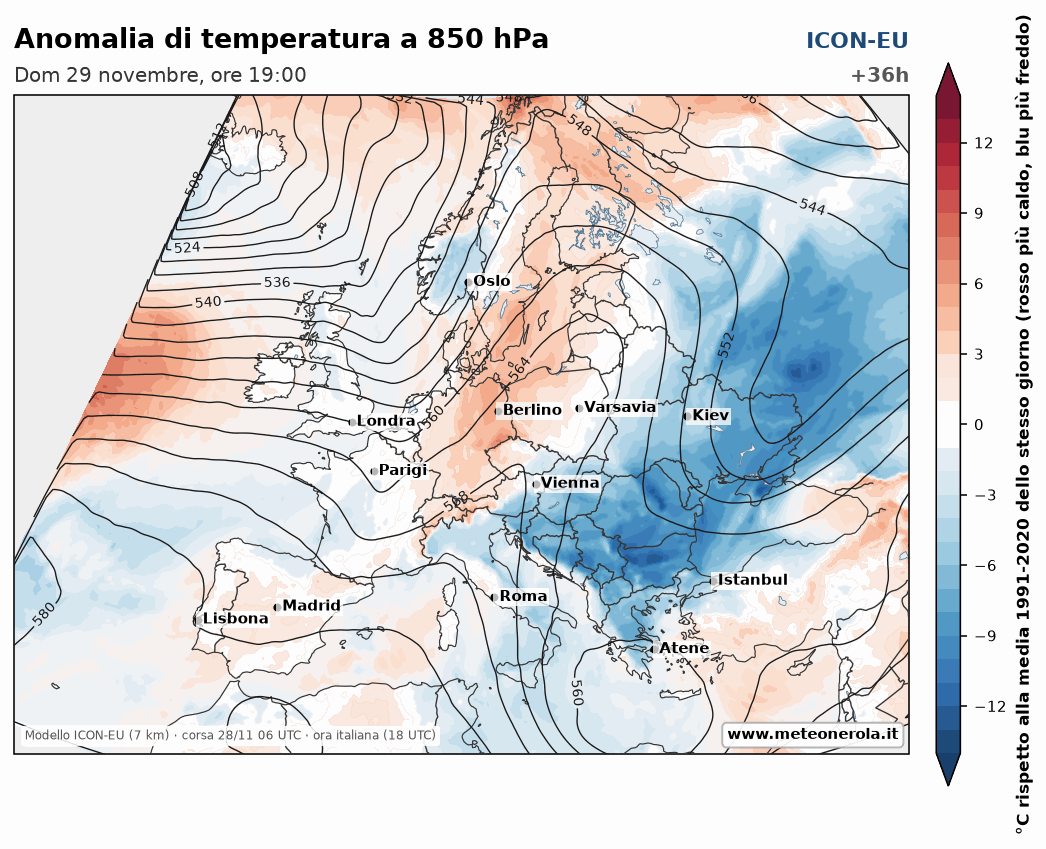 Anomalia di temperatura a 850 hPa
ICON-EU
Dom 29 novembre, ore 19:00
+36h
512
508
524
536
540
544
548
544
552
564
560
568
580
560
Oslo
Berlino
Varsavia
Kiev
Londra
Parigi
Vienna
Istanbul
Roma
Madrid
Lisbona
Atene
Modello ICON-EU (7 km) · corsa 28/11 06 UTC · ora italiana (18 UTC)
www.meteonerola.it
12
9
6
3
0
−3
−6
−9
−12
°C rispetto alla media 1991-2020 dello stesso giorno (rosso più caldo, blu più freddo)